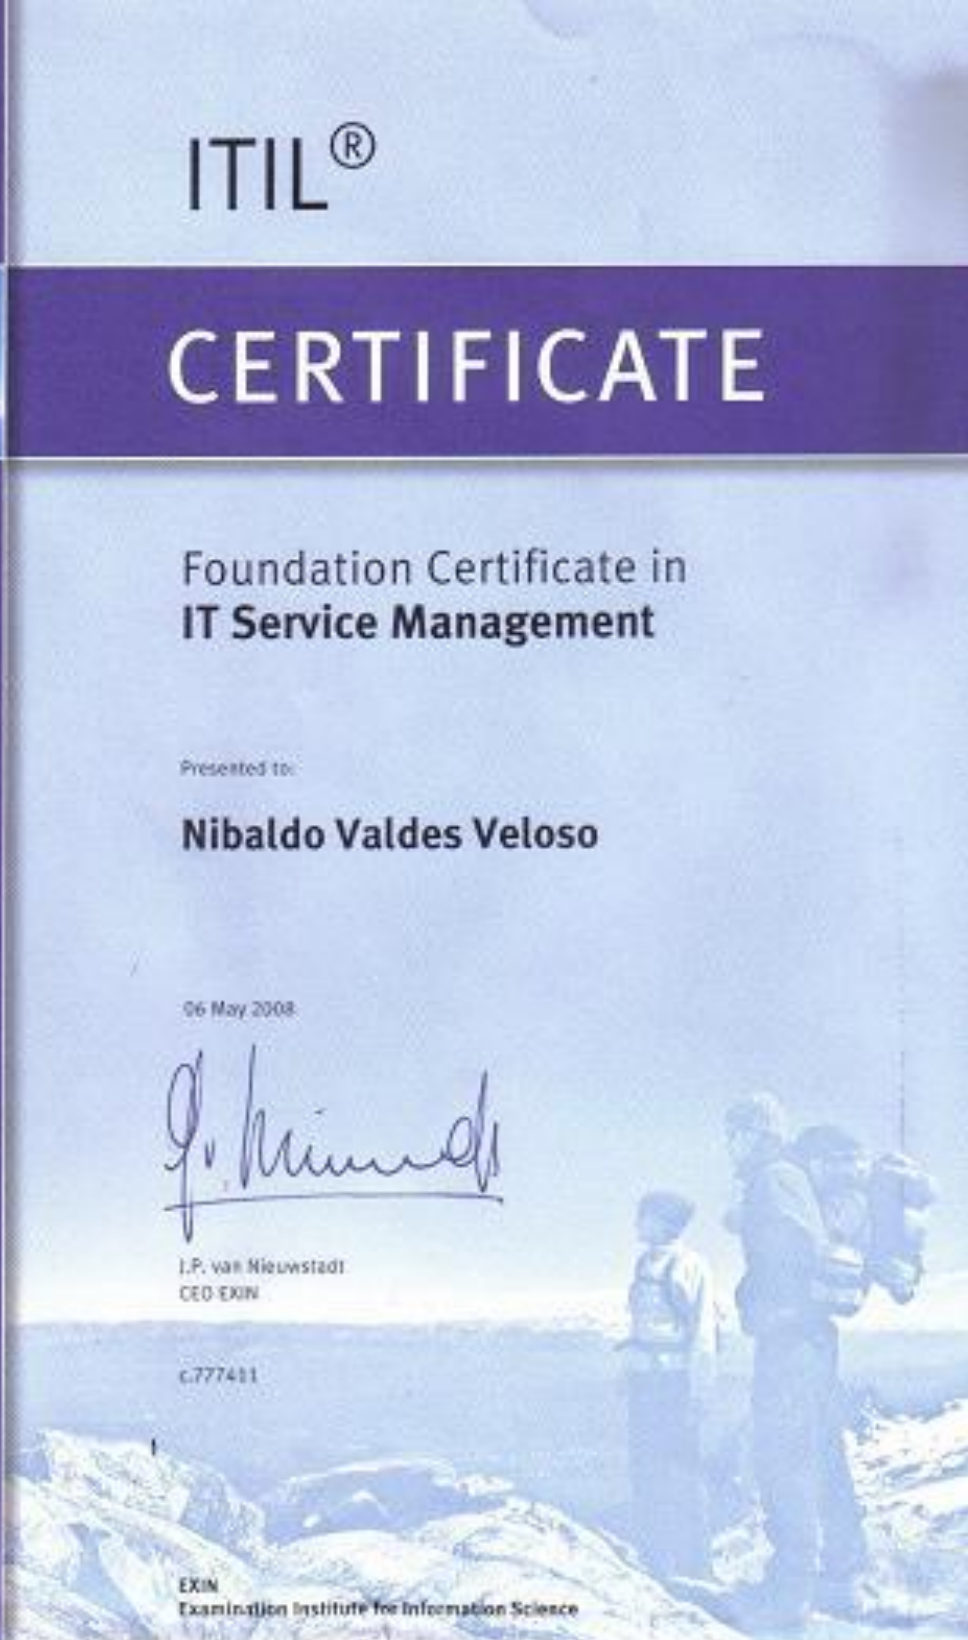 ITIL®
CERTIFICATE
Foundation Certificate in
IT Service Management
Presented to:
Nibaldo Valdes Veloso
06 May 2008
J.P. van Nieuwstadt
CEO EXIN
c.777411
EXIN
Examination Institute for Information Science